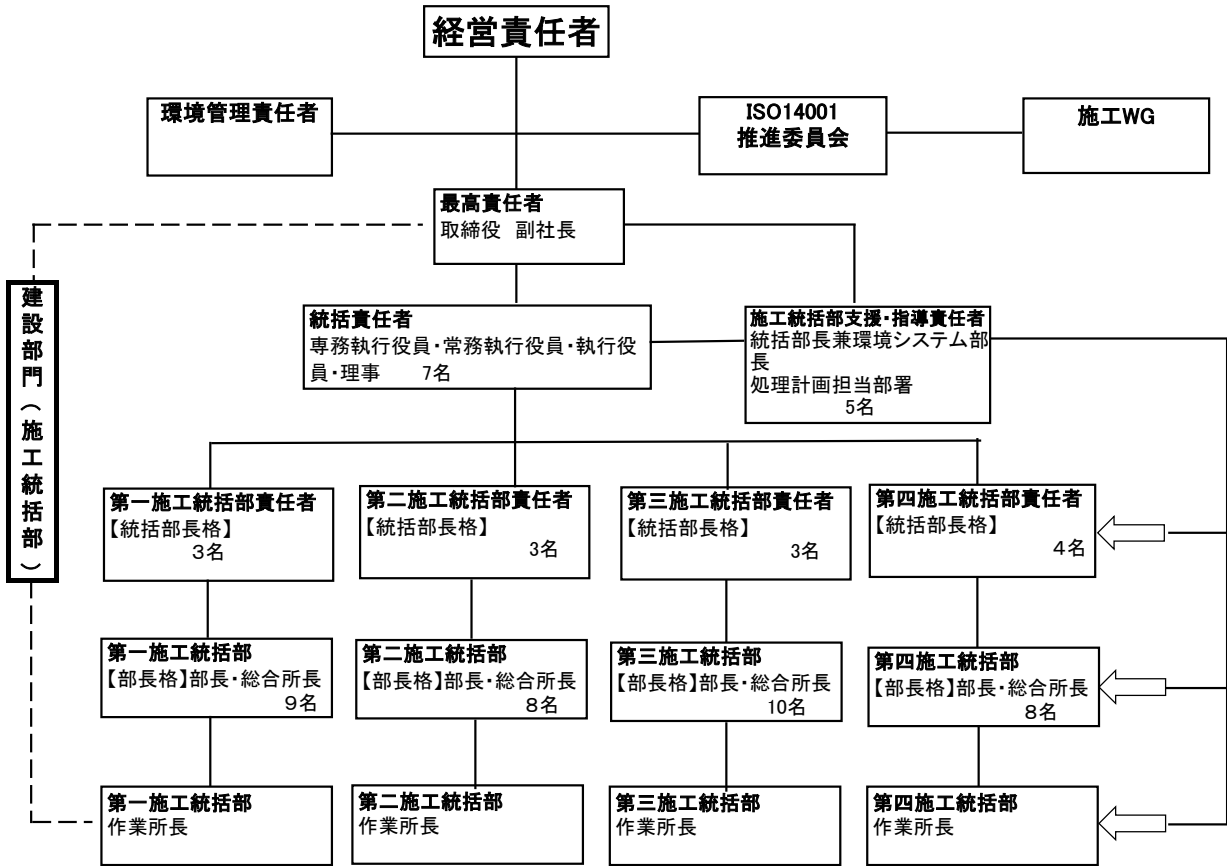 経営責任者
環境管理責任者
ISO14001
推進委員会
施工WG
最高責任者
取締役 副社長
建設部門（施工統括部）
統括責任者
専務執行役員・常務執行役員・執行役
員・理事 7名
施工統括部支援・指導責任者
統括部長兼環境システム部
長
処理計画担当部署
5名
第一施工統括部責任者
【統括部長格】
３名
第二施工統括部責任者
【統括部長格】
3名
第三施工統括部責任者
【統括部長格】
3名
第四施工統括部責任者
【統括部長格】
４名
第一施工統括部
【部長格】部長・総合所長
９名
第二施工統括部
【部長格】部長・総合所長
８名
第三施工統括部
【部長格】部長・総合所長
10名
第四施工統括部
【部長格】部長・総合所長
８名
第一施工統括部
作業所長
第二施工統括部
作業所長
第三施工統括部
作業所長
第四施工統括部
作業所長